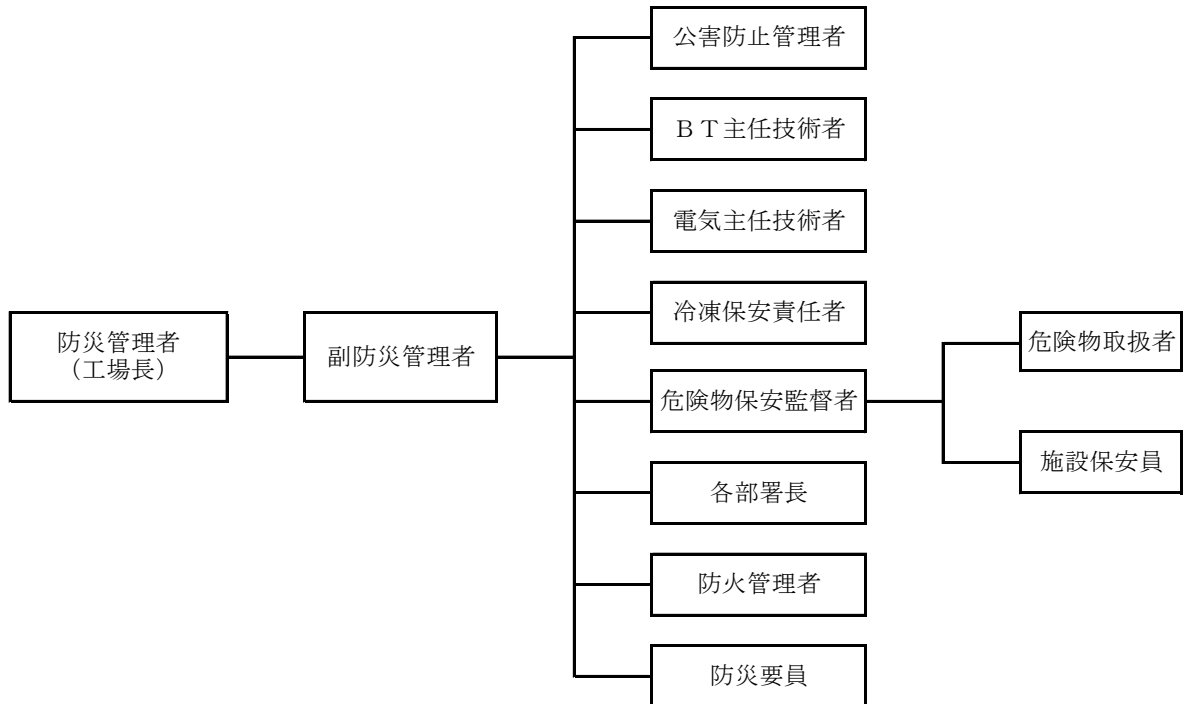 防災管理者
（工場長）
副防災管理者
公害防止管理者
ＢＴ主任技術者
電気主任技術者
冷凍保安責任者
危険物保安監督者
各部署長
防火管理者
防災要員
危険物取扱者
施設保安員